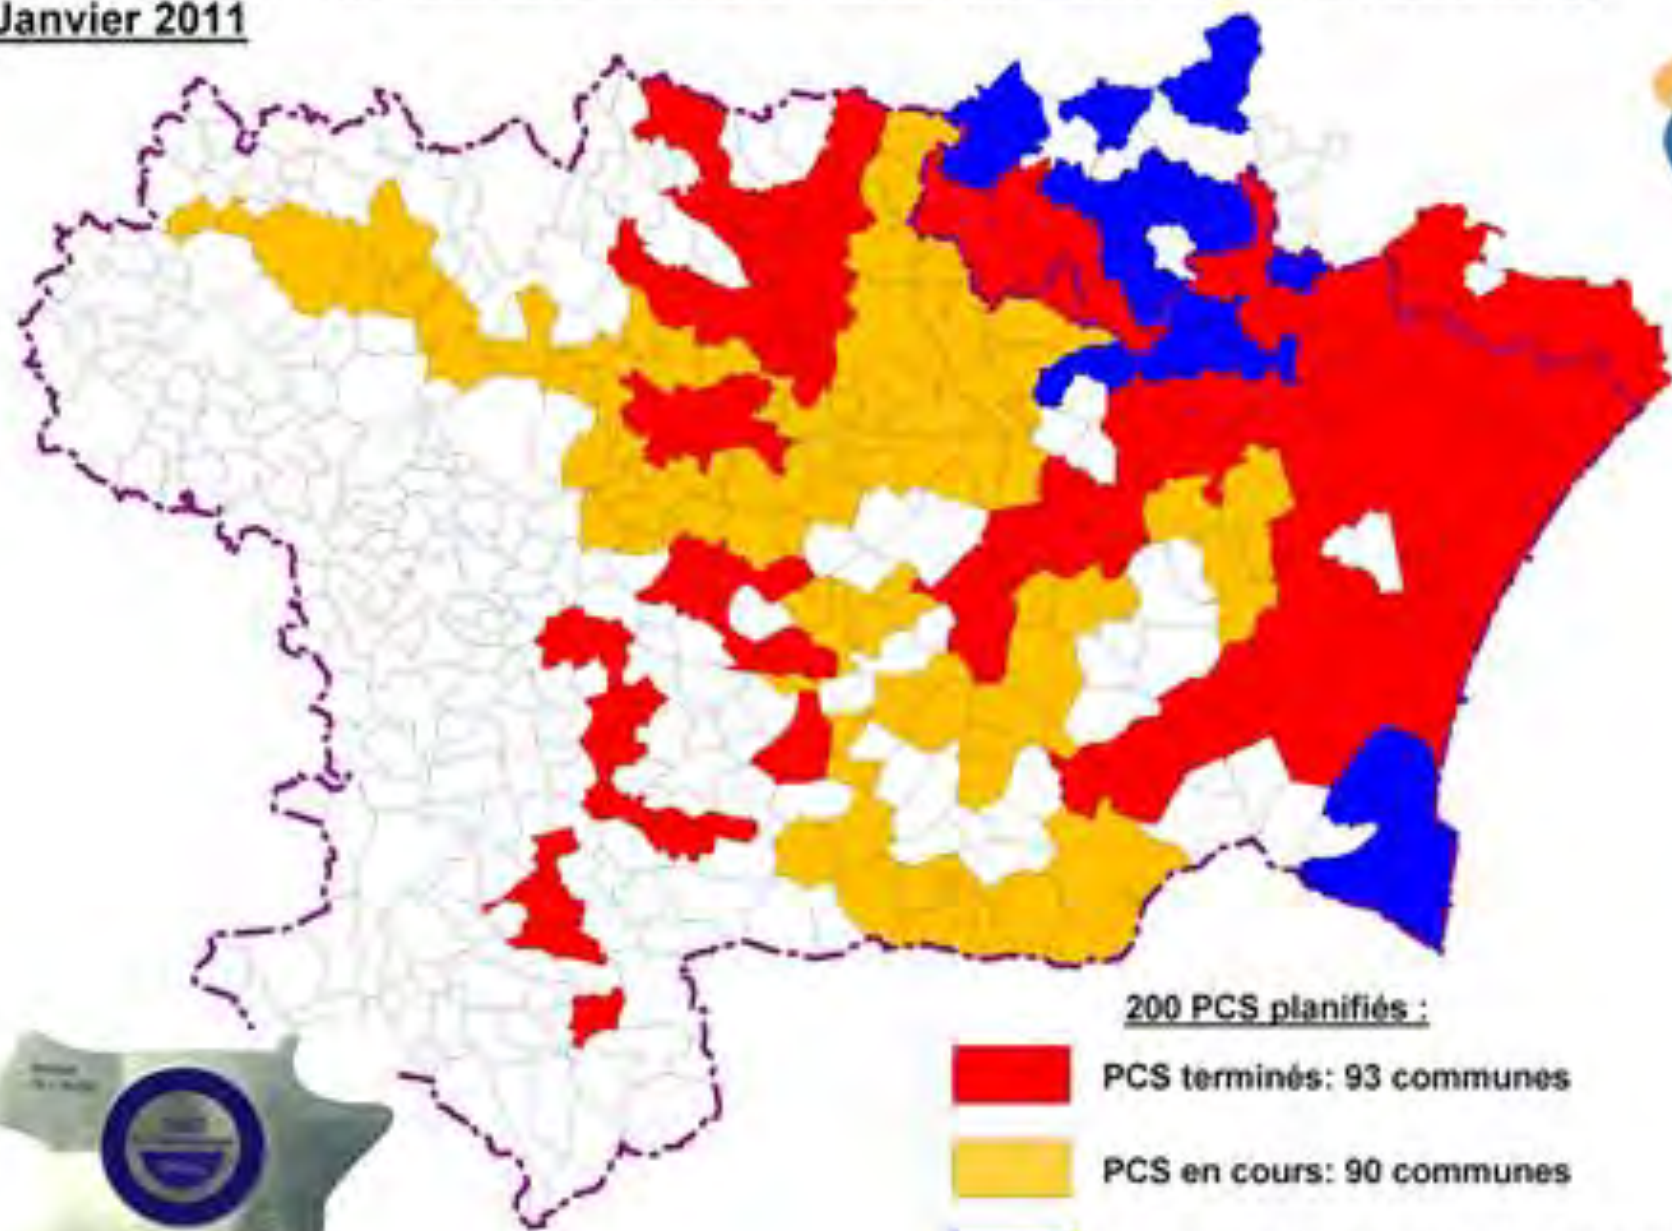 Janvier 2011
200 PCS planifiés :
PCS terminés: 93 communes
PCS en cours: 90 communes